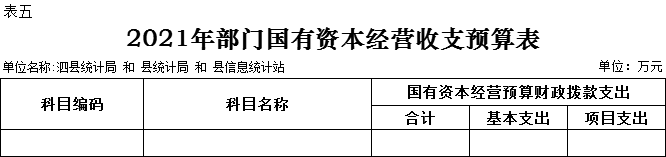 表五
2021年部门国有资本经营收支预算表
单位名称:泗县统计局 和 县统计局 和 县信息统计站 单位：万元
科目编码 科目名称 国有资本经营预算财政拨款支出
合计 基本支出 项目支出